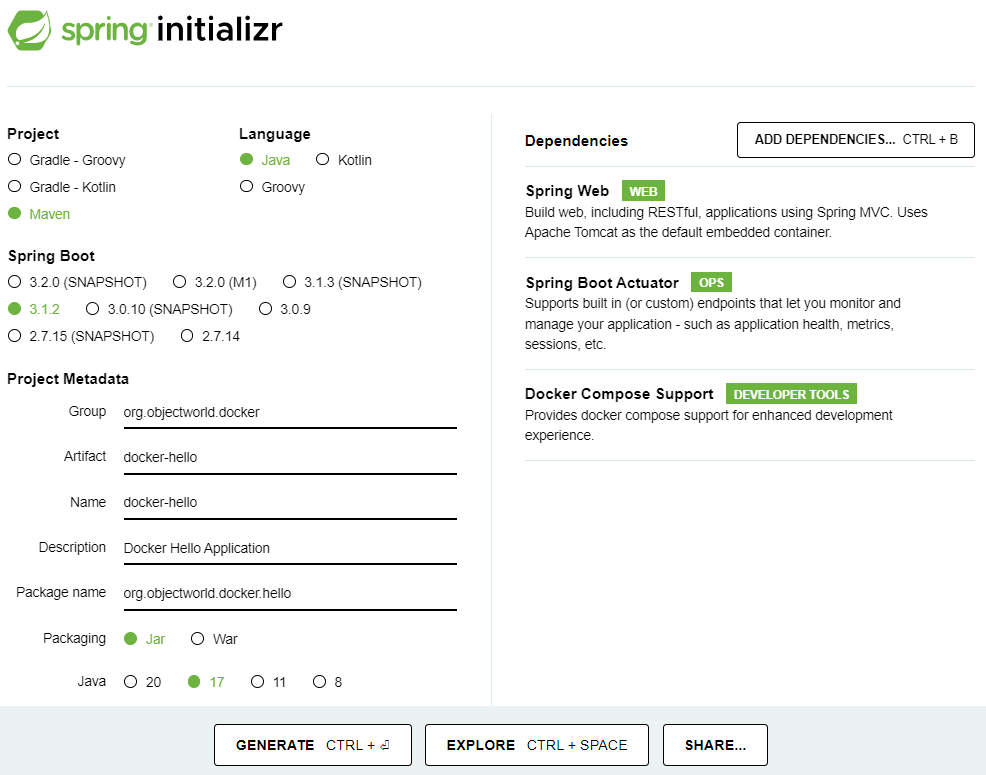 spring initializr
Project
Gradle - Groovy
Gradle - Kotlin
Maven
Language
Java Kotlin
Groovy
Spring Boot
3.2.0 (SNAPSHOT) 3.2.0 (M1) 3.1.3 (SNAPSHOT)
3.1.2 3.0.10 (SNAPSHOT) 3.0.9
2.7.15 (SNAPSHOT) 2.7.14
Project Metadata
Group org.objectworld.docker
Artifact docker-hello
Name docker-hello
Description Docker Hello Application
Package name org.objectworld.docker.hello
Packaging Jar War
Java 20 17 11 8
Dependencies ADD DEPENDENCIES... CTRL + B
Spring Web WEB
Build web, including RESTful, applications using Spring MVC. Uses
Apache Tomcat as the default embedded container.
Spring Boot Actuator OPS
Supports built in (or custom) endpoints that let you monitor and
manage your application - such as application health, metrics,
sessions, etc.
Docker Compose Support DEVELOPER TOOLS
Provides docker compose support for enhanced development
experience.
GENERATE CTRL + ⏎ EXPLORE CTRL + SPACE SHARE...